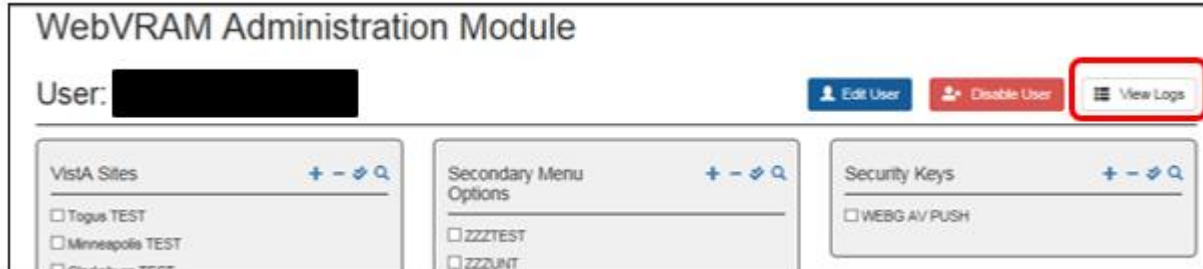 WebVRAM Administration Module
User:
Edit User
Disable User
View Logs
VistA Sites
Togus TEST
Minneapolis TEST
Secondary Menu
Options
ZZZTEST
ZZZUNT
Security Keys
WEBG AV PUSH